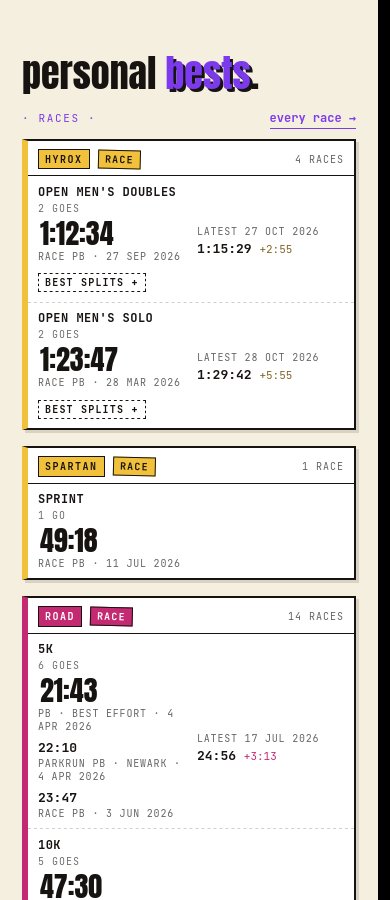 personal bests.
· RACES ·
every race →
HYROX RACE 4 RACES
OPEN MEN'S DOUBLES
2 GOES
1:12:34
RACE PB · 27 SEP 2026
LATEST 27 OCT 2026
1:15:29 +2:55
BEST SPLITS +
OPEN MEN'S SOLO
2 GOES
1:23:47
RACE PB · 28 MAR 2026
LATEST 28 OCT 2026
1:29:42 +5:55
BEST SPLITS +
SPARTAN RACE 1 RACE
SPRINT
1 GO
49:18
RACE PB · 11 JUL 2026
ROAD RACE 14 RACES
5K
6 GOES
21:43
PB · BEST EFFORT · 4
APR 2026
22:10
PARKRUN PB · NEWARK ·
4 APR 2026
23:47
RACE PB · 3 JUN 2026
LATEST 17 JUL 2026
24:56 +3:13
10K
5 GOES
47:30